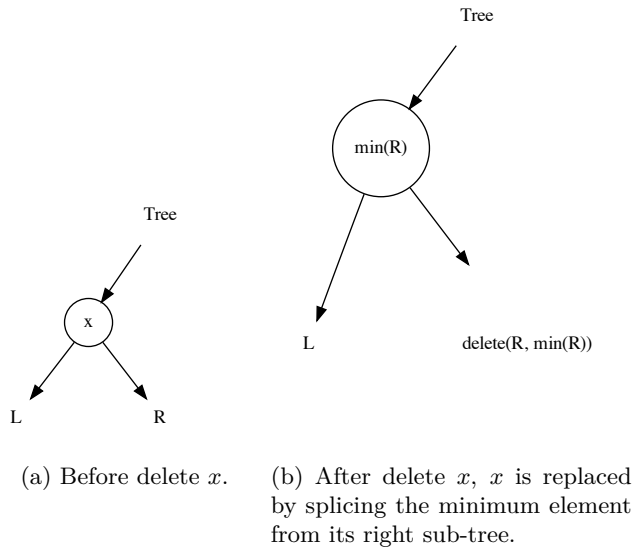 Tree
x
L
R
(a) Before delete x.
Tree
min(R)
L
delete(R, min(R))
(b) After delete x, x is replaced
by splicing the minimum element
from its right sub-tree.